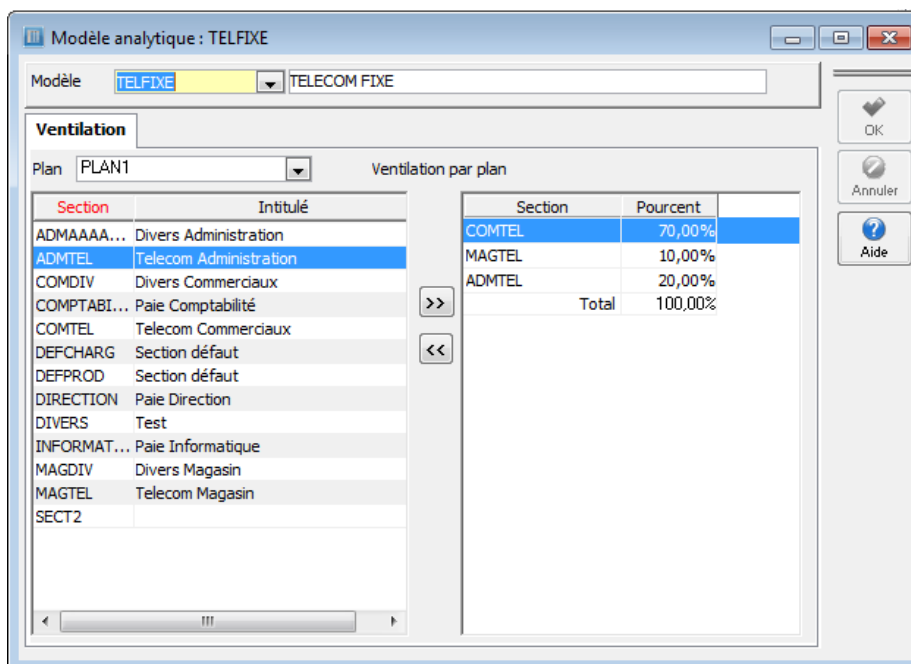 Modèle analytique : TELFIXE
Modèle TELFIXE TELECOM FIXE
OK
Annuler
Aide
Ventilation
Plan PLAN1 Ventilation par plan
Section Intitulé
ADMAAAA... Divers Administration
ADMTEL Telecom Administration
COMDIV Divers Commerciaux
COMPTABI... Paie Comptabilité
COMTEL Telecom Commerciaux
DEFCHARG Section défaut
DEFPROD Section défaut
DIRECTION Paie Direction
DIVERS Test
INFORMAT... Paie Informatique
MAGDIV Divers Magasin
MAGTEL Telecom Magasin
SECT2
>>
<<
Section Pourcent
COMTEL 70,00%
MAGTEL 10,00%
ADMTEL 20,00%
Total 100,00%